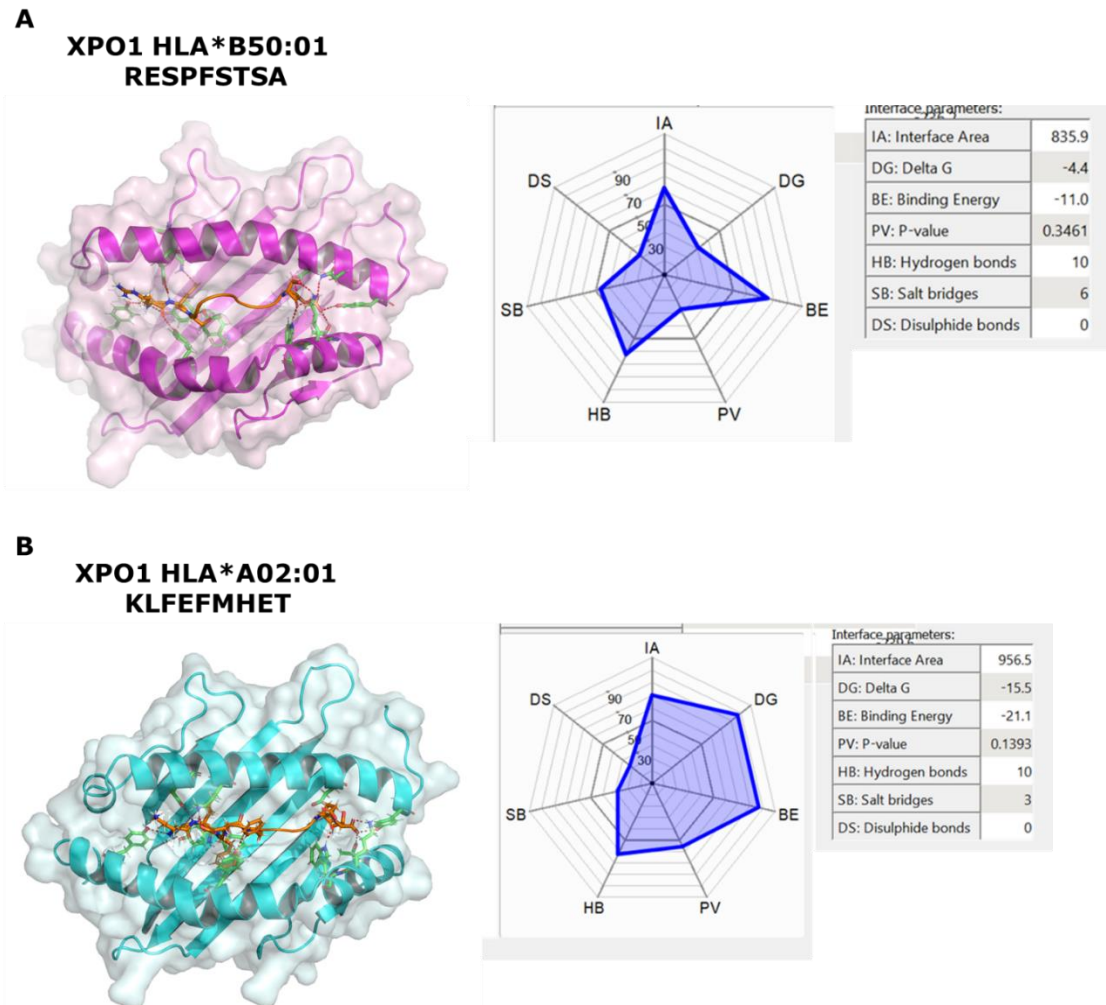 A
XPO1 HLA*B50:01
RESPFSTSA
IA
DG
BE
PV
HB
SB
DS
90
70
50
30
Interface parameters:
IA: Interface Area 835.9
DG: Delta G -4.4
BE: Binding Energy -11.0
PV: P-value 0.3461
HB: Hydrogen bonds 10
SB: Salt bridges 6
DS: Disulphide bonds 0
B
XPO1 HLA*A02:01
KLFEFMHET
IA
DG
BE
PV
HB
SB
DS
90
70
50
30
Interface parameters:
IA: Interface Area 956.5
DG: Delta G -15.5
BE: Binding Energy -21.1
PV: P-value 0.1393
HB: Hydrogen bonds 10
SB: Salt bridges 3
DS: Disulphide bonds 0